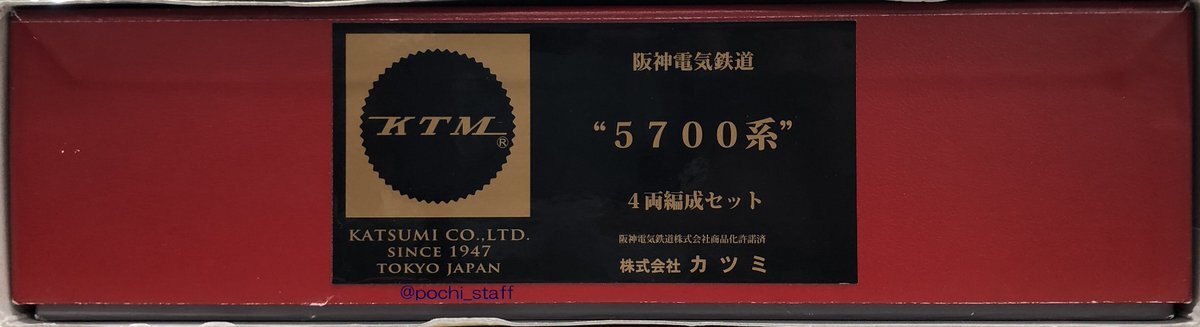 KTM®
KATSUMI CO.,LTD.
SINCE 1947
TOKYO JAPAN
阪神電気鉄道
“５７００系”
４両編成セット
阪神電気鉄道株式会社商品化許諾済
株式会社 カツミ
@pochi_staff